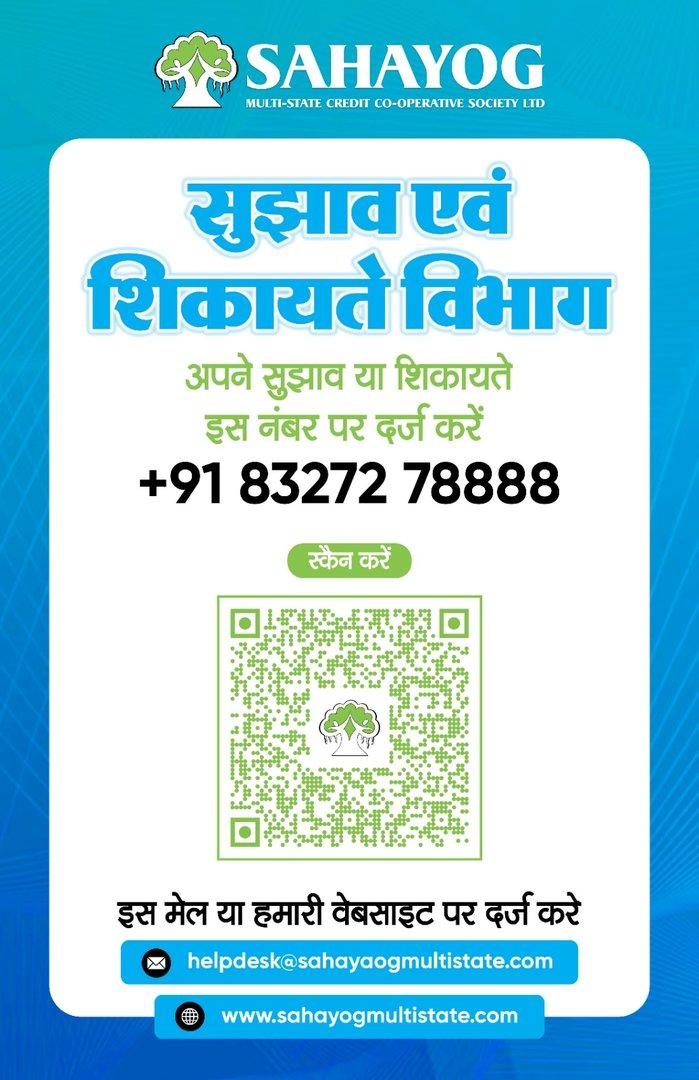 SAHAYOG
MULTI-STATE CREDIT CO-OPERATIVE SOCIETY LTD
सुझाव एवं
शिकायते विभाग
अपने सुझाव या शिकायते
इस नंबर पर दर्ज करें
+91 83272 78888
स्कैन करें
इस मेल या हमारी वेबसाइट पर दर्ज करे
helpdesk@sahayaogmultistate.com
www.sahayogmultistate.com